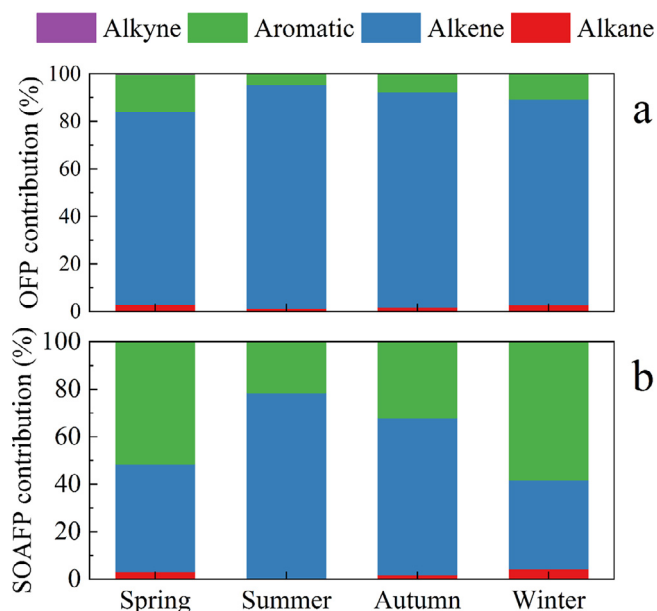 Alkyne Aromatic Alkene Alkane
a
OFP contribution (%)
100
80
60
40
20
0
b
SOAFP contribution (%)
100
80
60
40
20
0
Spring Summer Autumn Winter